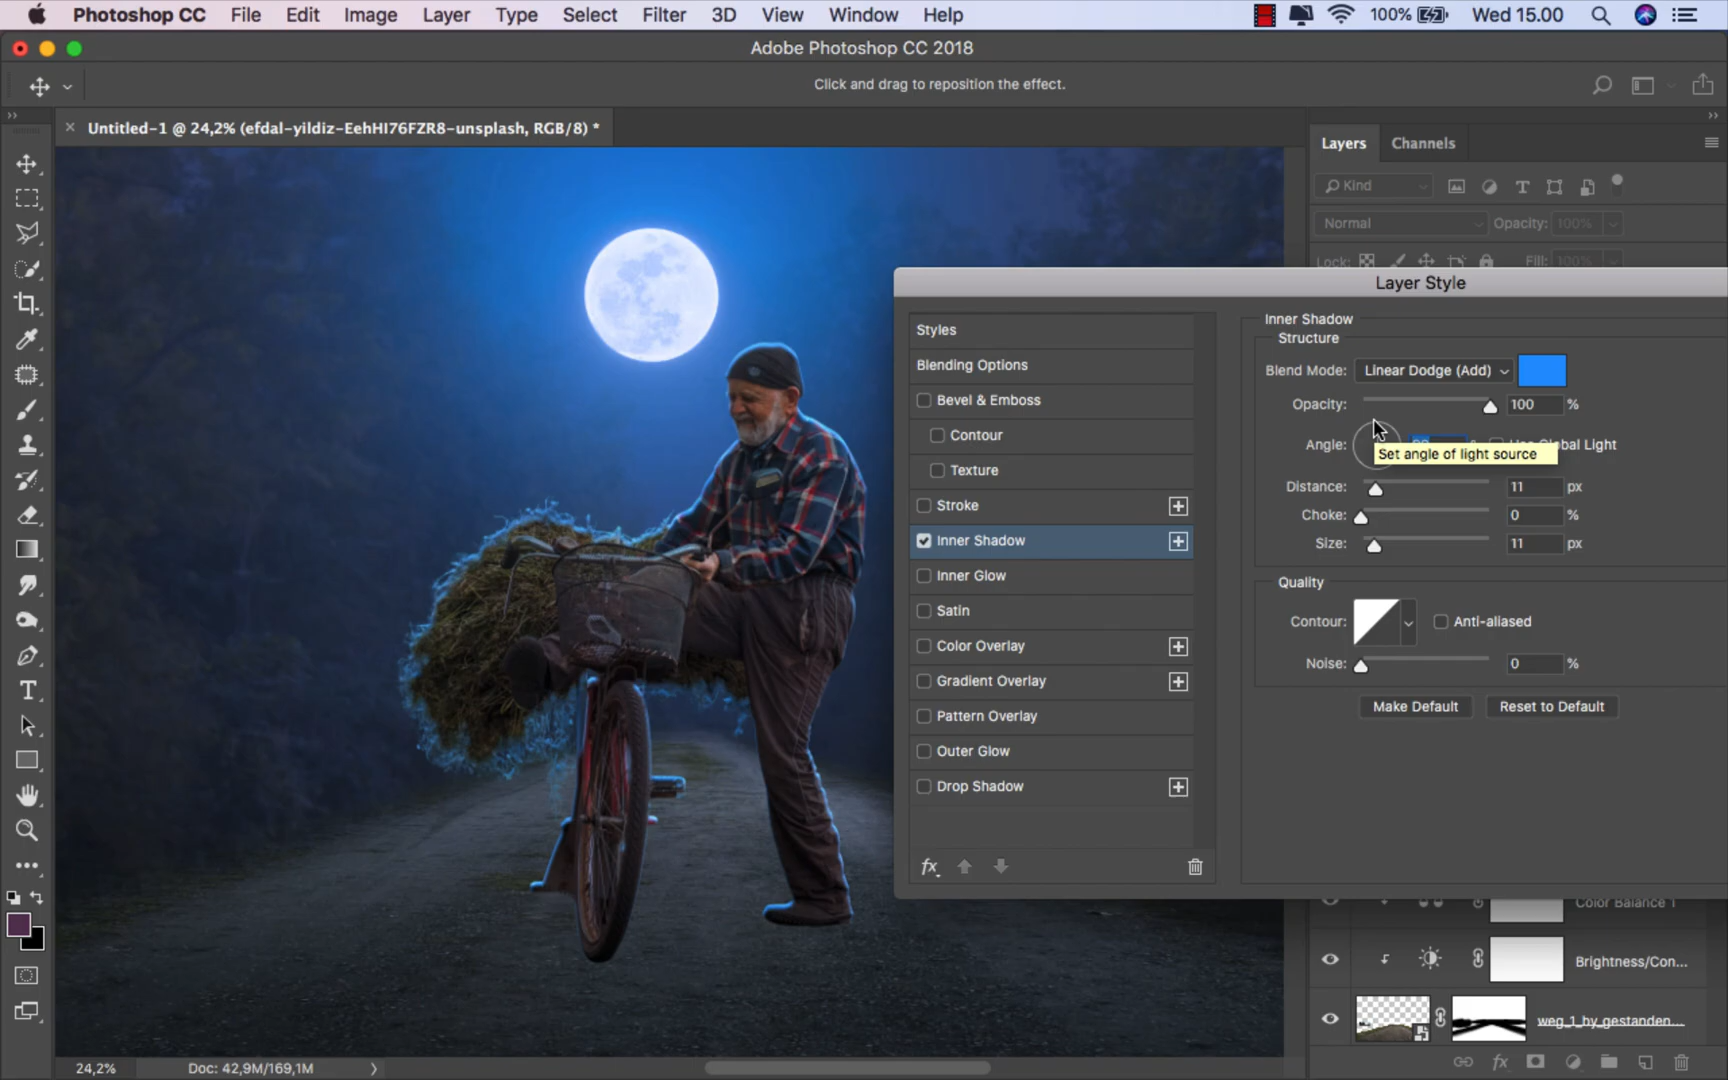 Photoshop CC File Edit Image Layer Type Select Filter 3D View Window Help 100% Wed 15.00
Adobe Photoshop CC 2018
Click and drag to reposition the effect.
Untitled-1 @ 24,2% (efdal-yildiz-EehHI76FZR8-unsplash, RGB/8) *
Layers Channels
Kind
Normal Opacity: 100%
Lock: Fill: 100%
Layer Style
Styles
Blending Options
Bevel & Emboss
Contour
Texture
Stroke
Inner Shadow
Inner Glow
Satin
Color Overlay
Gradient Overlay
Pattern Overlay
Outer Glow
Drop Shadow
fx
Inner Shadow
Structure
Blend Mode: Linear Dodge (Add)
Opacity: 100 %
Angle: Global Light
Set angle of light source
Distance: 11 px
Choke: 0 %
Size: 11 px
Quality
Contour: Anti-aliased
Noise: 0 %
Make Default Reset to Default
Color Balance 1
Brightness/Con...
weg_1_by_gestanden...
24,2% Doc: 42,9M/169,1M
fx